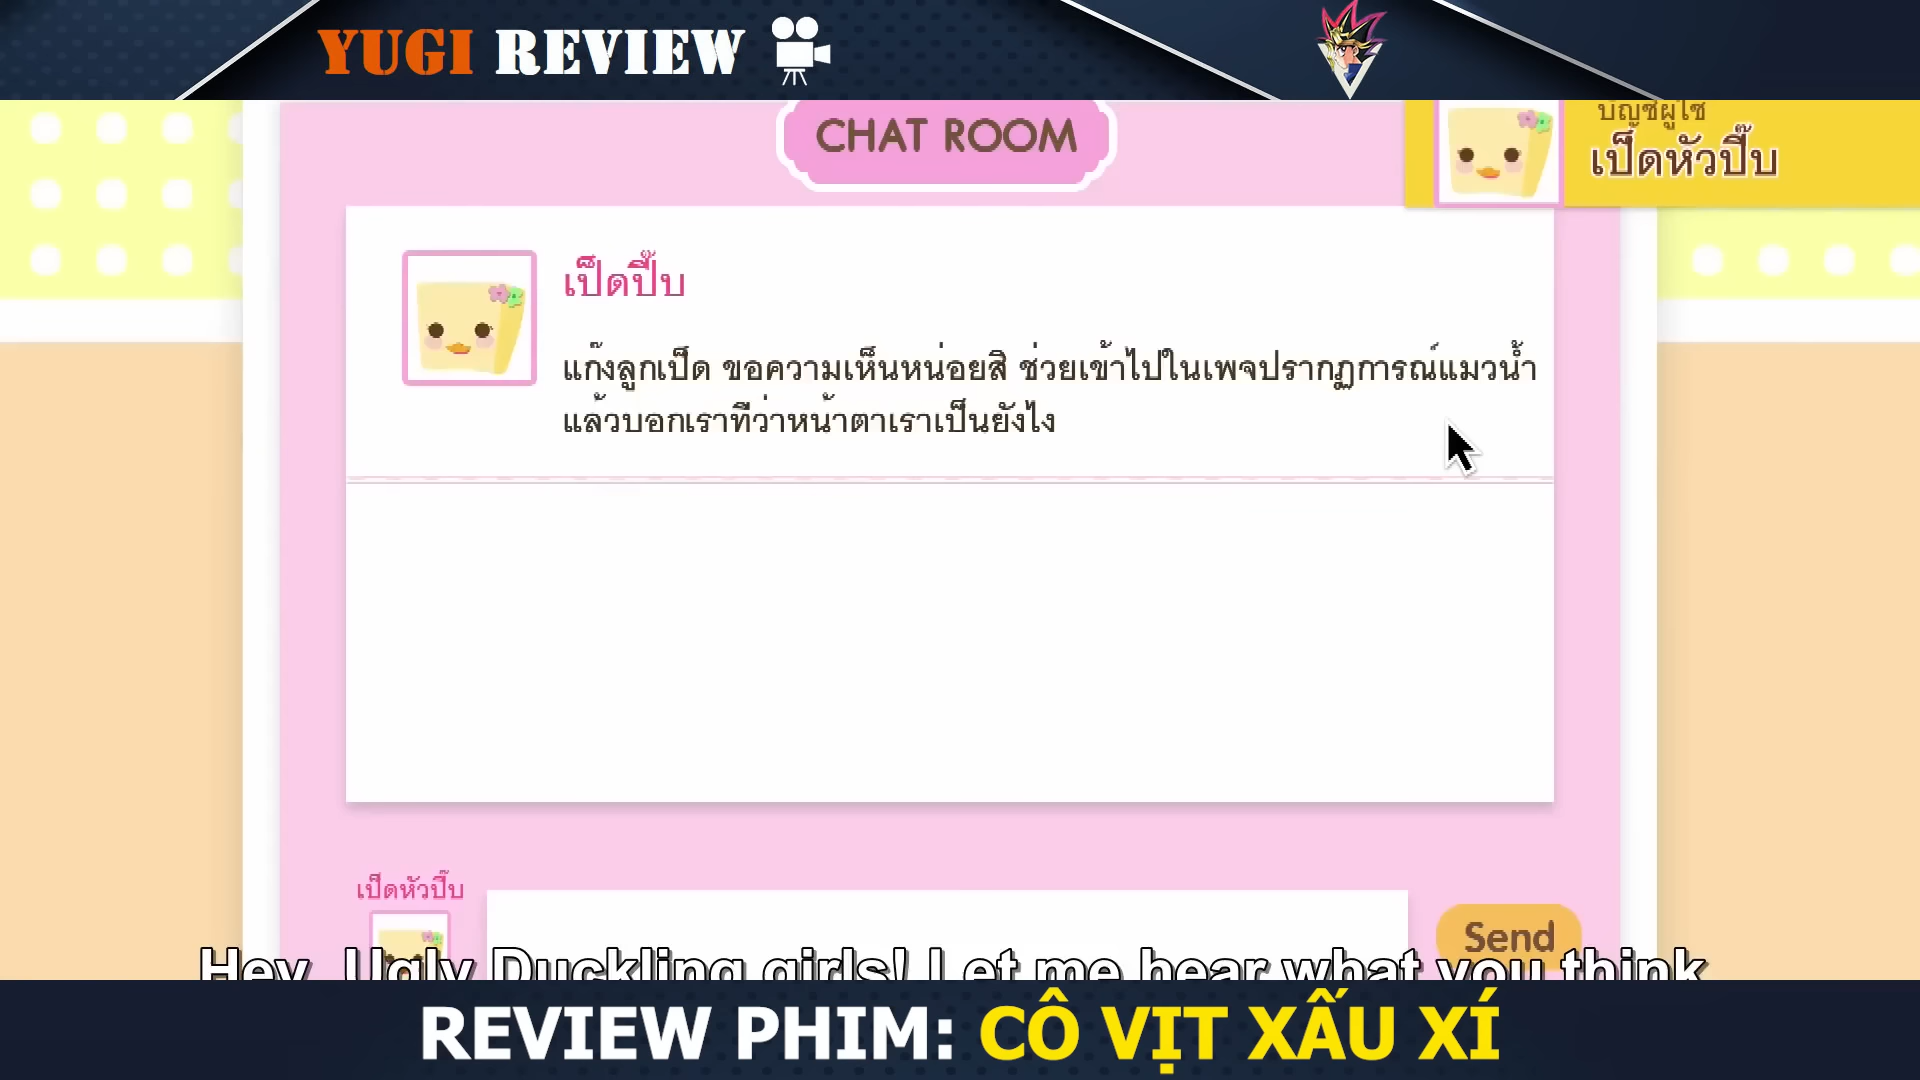 YUGI REVIEW
CHAT ROOM
บัญชีผู้ใช้
เป็ดหัวปี๊บ
เป็ดปี๊บ
แก๊งลูกเป็ด ขอความเห็นหน่อยสิ ช่วยเข้าไปในเพจปรากฏการณ์แมวน้ำ
แล้วบอกเราทีว่าหน้าตาเราเป็นยังไง
เป็ดหัวปี๊บ
Send
Hey, Ugly Duckling girls! Let me hear what you think
REVIEW PHIM: CÔ VỊT XẤU XÍ